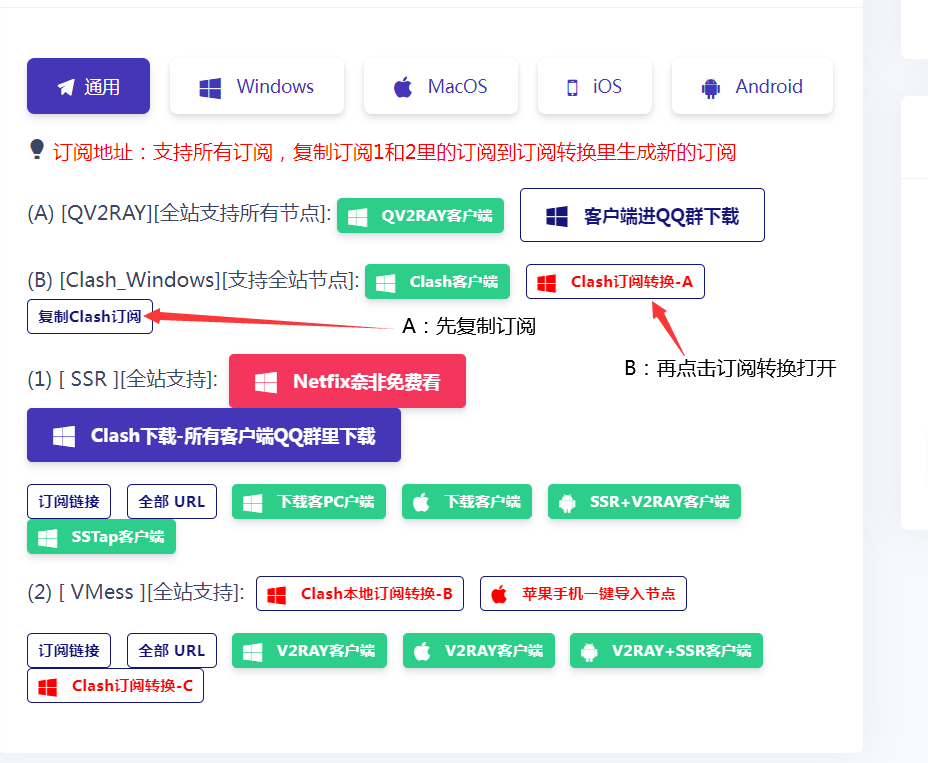 通用 Windows MacOS iOS Android
订阅地址：支持所有订阅，复制订阅1和2里的订阅到订阅转换里生成新的订阅
(A) [QV2RAY][全站支持所有节点]: QV2RAY客户端 客户端进QQ群下载
(B) [Clash_Windows][支持全站节点]: Clash客户端 Clash订阅转换-A
复制Clash订阅 A：先复制订阅
B：再点击订阅转换打开
(1) [ SSR ][全站支持]: Netfix奈非免费看
Clash下载-所有客户端QQ群里下载
订阅链接 全部 URL 下载客PC户端 下载客户端 SSR+V2RAY客户端
SSTap客户端
(2) [ VMess ][全站支持]: Clash本地订阅转换-B 苹果手机一键导入节点
订阅链接 全部 URL V2RAY客户端 V2RAY客户端 V2RAY+SSR客户端
Clash订阅转换-C